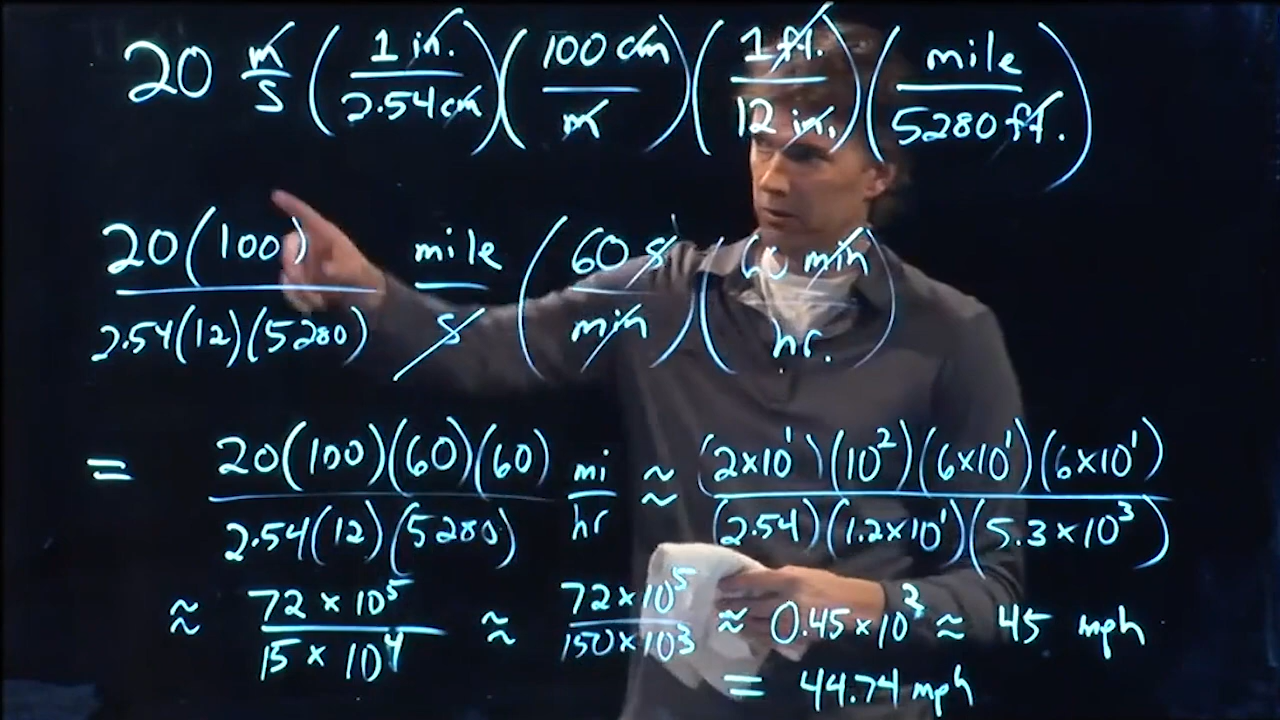 20 m/s (1 in./2.54cm)(100 cm/m)(1 ft./12 in.)(mile/5280 ft.)
20(100)/2.54(12)(5280) mile/s (60 s/min)(60 min/hr.)
= 20(100)(60)(60)/2.54(12)(5280) mi/hr ≈ (2×10¹)(10²)(6×10¹)(6×10¹)/(2.54)(1.2×10¹)(5.3×10³)
≈ 72×10⁵/15×10⁴ ≈ 72×10⁵/150×10³ ≈ 0.45×10² ≈ 45 mph
= 44.74 mph